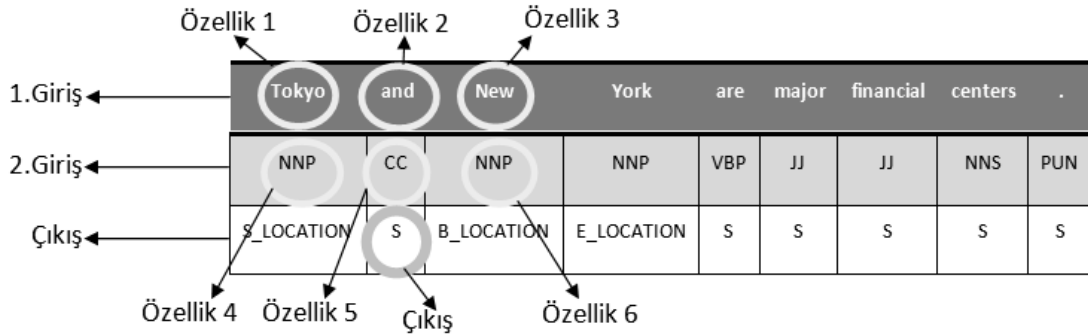 Özellik 1 Özellik 2 Özellik 3
1.Giriş Tokyo and New York are major financial centers .
2.Giriş NNP CC NNP NNP VBP JJ JJ NNS PUN
Çıkış S_LOCATION S B_LOCATION E_LOCATION S S S S S
Özellik 4 Özellik 5 Çıkış Özellik 6